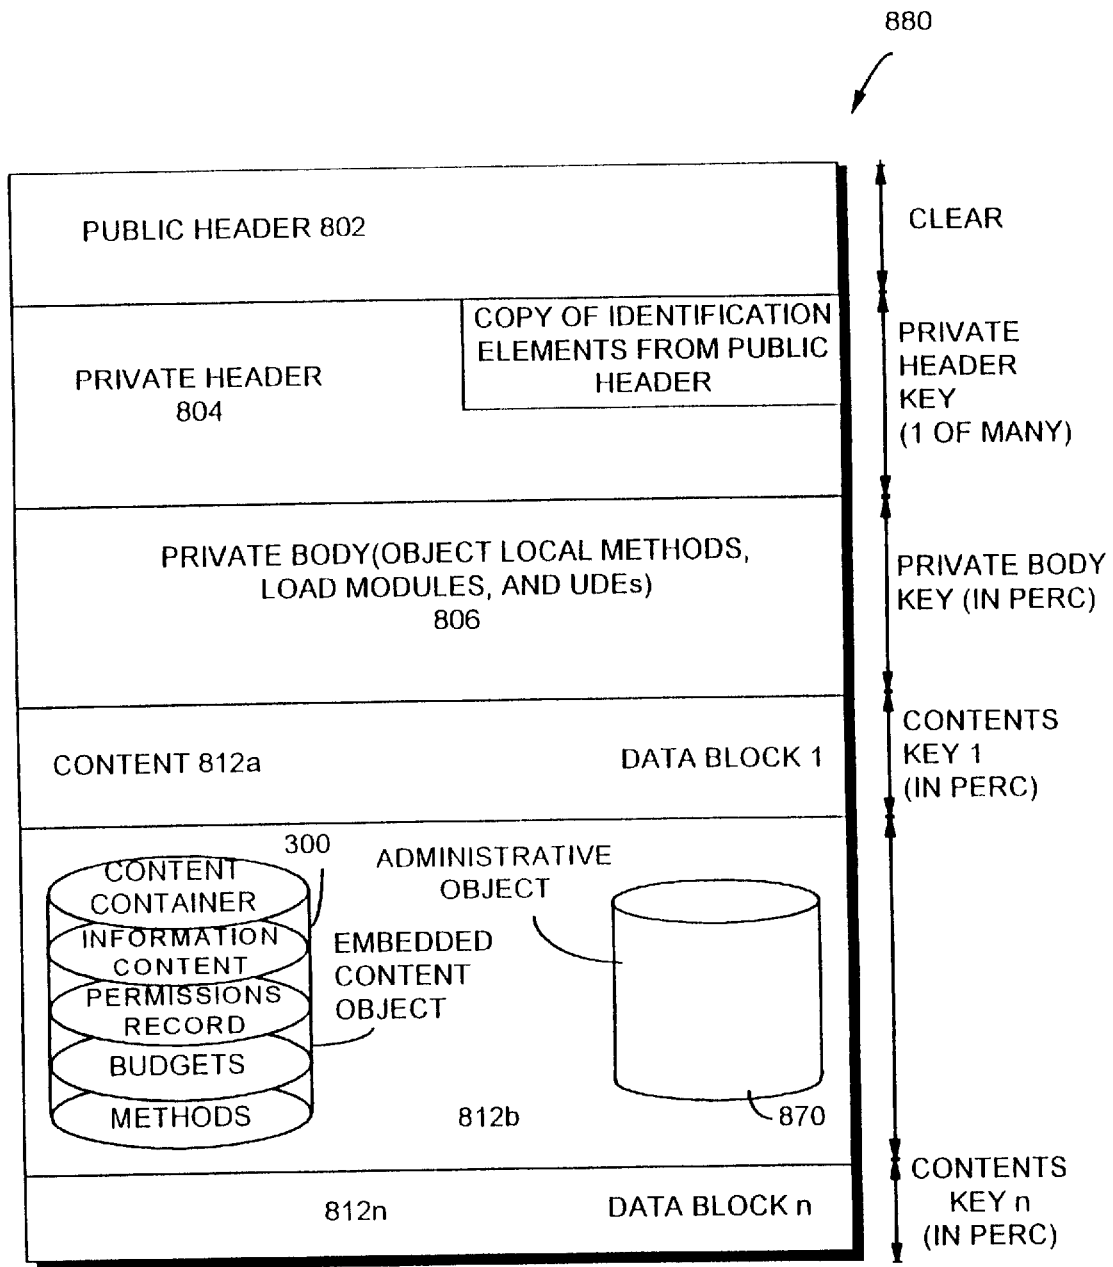 880
PUBLIC HEADER 802
CLEAR
COPY OF IDENTIFICATION
ELEMENTS FROM PUBLIC
HEADER
PRIVATE HEADER
804
PRIVATE
HEADER
KEY
(1 OF MANY)
PRIVATE BODY(OBJECT LOCAL METHODS,
LOAD MODULES, AND UDEs)
806
PRIVATE BODY
KEY (IN PERC)
CONTENT 812a
DATA BLOCK 1
CONTENTS
KEY 1
(IN PERC)
300
CONTENT
CONTAINER
INFORMATION
CONTENT
PERMISSIONS
RECORD
BUDGETS
METHODS
EMBEDDED
CONTENT
OBJECT
ADMINISTRATIVE
OBJECT
812b
870
812n
DATA BLOCK n
CONTENTS
KEY n
(IN PERC)